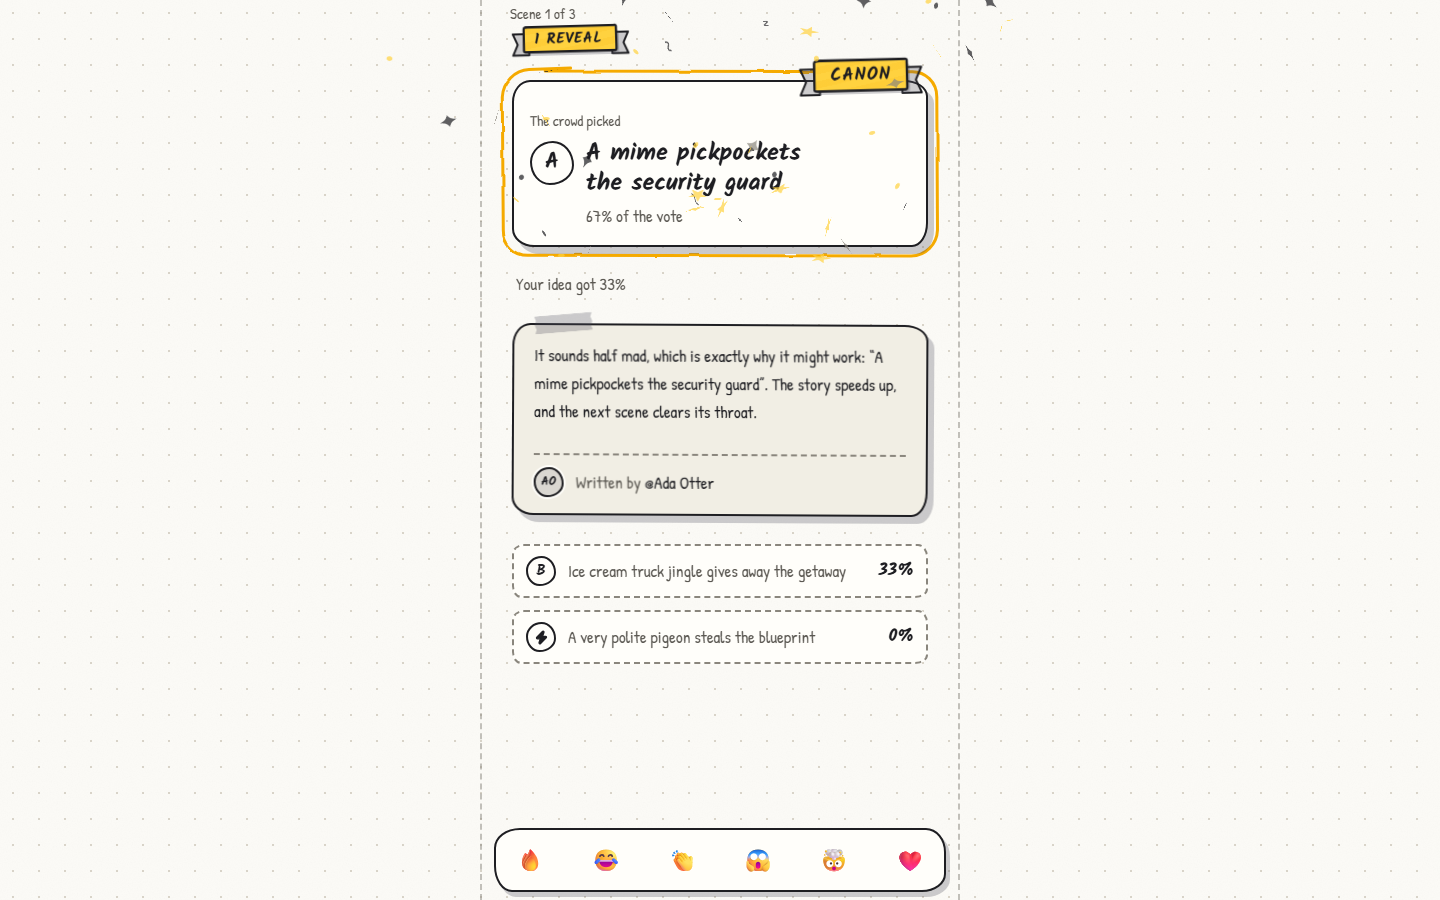 Scene 1 of 3
1 REVEAL
CANON
The crowd picked
A
A mime pickpockets
the security guard
67% of the vote
Your idea got 33%
It sounds half mad, which is exactly why it might work: “A
mime pickpockets the security guard”. The story speeds up,
and the next scene clears its throat.
AO Written by @Ada Otter
B Ice cream truck jingle gives away the getaway 33%
A very polite pigeon steals the blueprint 0%